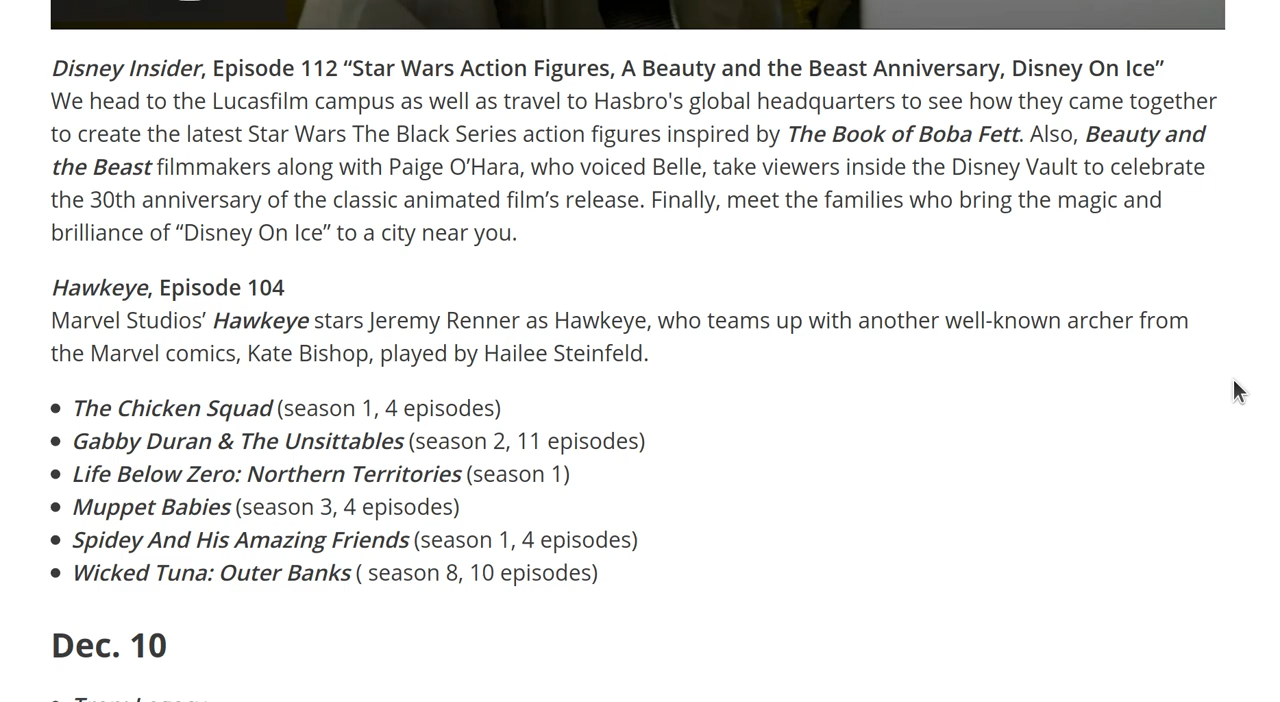 Disney Insider, Episode 112 “Star Wars Action Figures, A Beauty and the Beast Anniversary, Disney On Ice”
We head to the Lucasfilm campus as well as travel to Hasbro's global headquarters to see how they came together
to create the latest Star Wars The Black Series action figures inspired by The Book of Boba Fett. Also, Beauty and
the Beast filmmakers along with Paige O’Hara, who voiced Belle, take viewers inside the Disney Vault to celebrate
the 30th anniversary of the classic animated film’s release. Finally, meet the families who bring the magic and
brilliance of “Disney On Ice” to a city near you.
Hawkeye, Episode 104
Marvel Studios’ Hawkeye stars Jeremy Renner as Hawkeye, who teams up with another well-known archer from
the Marvel comics, Kate Bishop, played by Hailee Steinfeld.
• The Chicken Squad (season 1, 4 episodes)
• Gabby Duran & The Unsittables (season 2, 11 episodes)
• Life Below Zero: Northern Territories (season 1)
• Muppet Babies (season 3, 4 episodes)
• Spidey And His Amazing Friends (season 1, 4 episodes)
• Wicked Tuna: Outer Banks ( season 8, 10 episodes)
Dec. 10